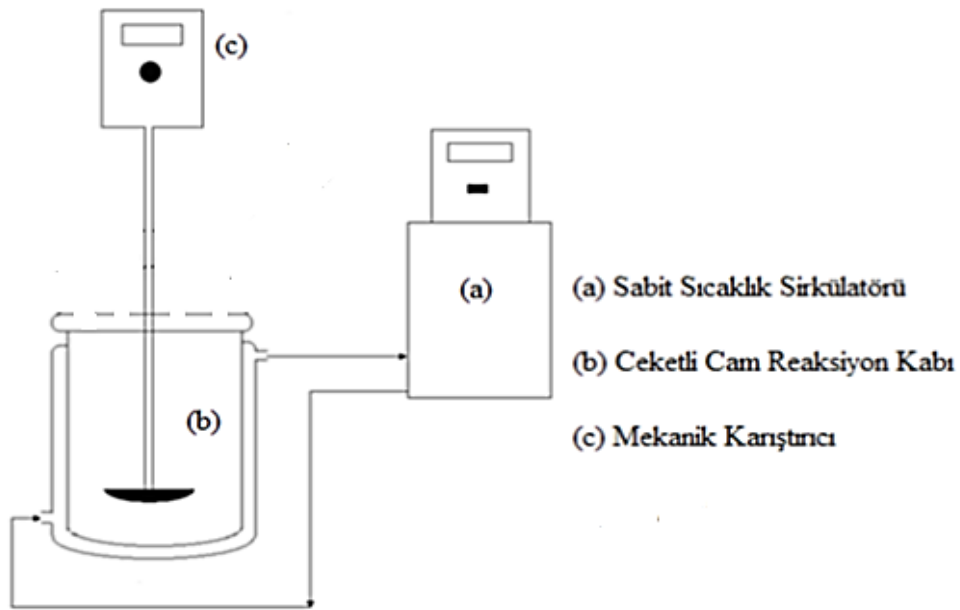 (c)
(a)
(b)
(a) Sabit Sıcaklık Sirkülatörü
(b) Ceketli Cam Reaksiyon Kabı
(c) Mekanik Karıştırıcı